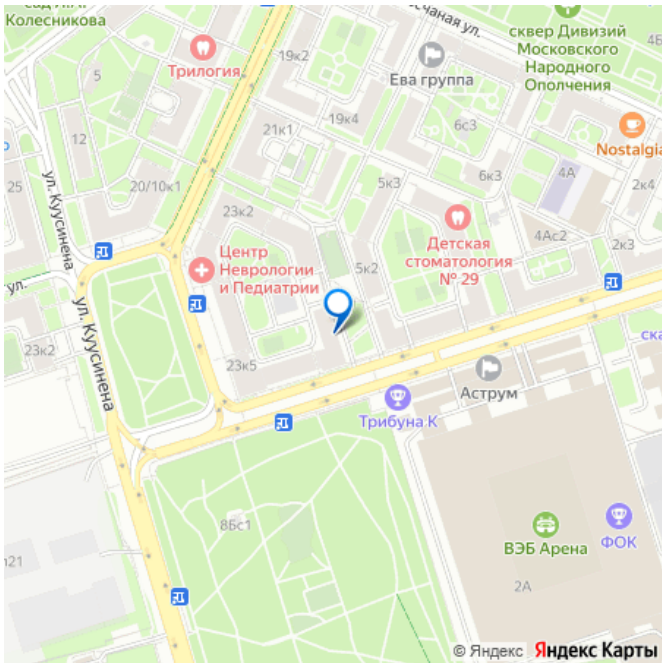 сад И.А.
Колесникова
Трилогия
19к2
Ева группа
сквер Дивизий
Московского
Народного
Ополчения
4Б
5
12
21к1
19к4
6с3
Nostalgia
25
20/10к1
23к2
5к3
6к3
4А
2к4
ул. Куусинена
Центр
Неврологии
и Педиатрии
5к2
Детская
стоматология
№ 29
4Ас2
2к3
ул.
ул. Куусинена
23к2
23к5
Аструм
Трибуна.К
8Бс1
ВЭБ Арена
ФОК
2А
© Яндекс Яндекс Карты